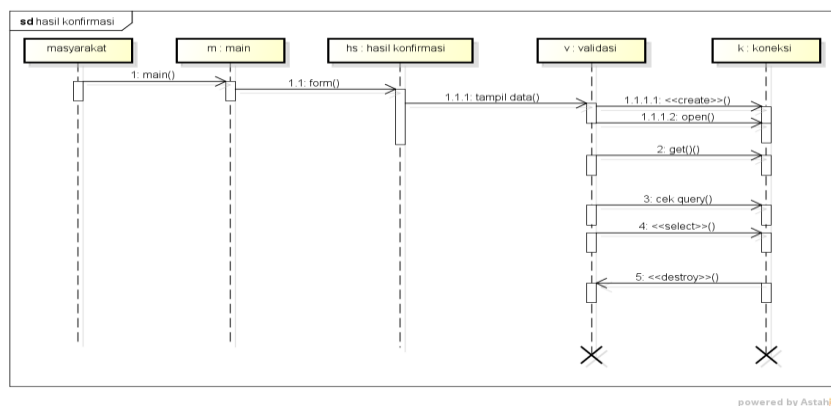 sd hasil konfirmasi
masyarakat
m : main
hs : hasil konfirmasi
v : validasi
k : koneksi
1: main()
1.1: form()
1.1.1: tampil data()
1.1.1.1: <<create>>()
1.1.1.2: open()
2: get()()
3: cek query()
4: <<select>>()
5: <<destroy>>()
powered by Astah